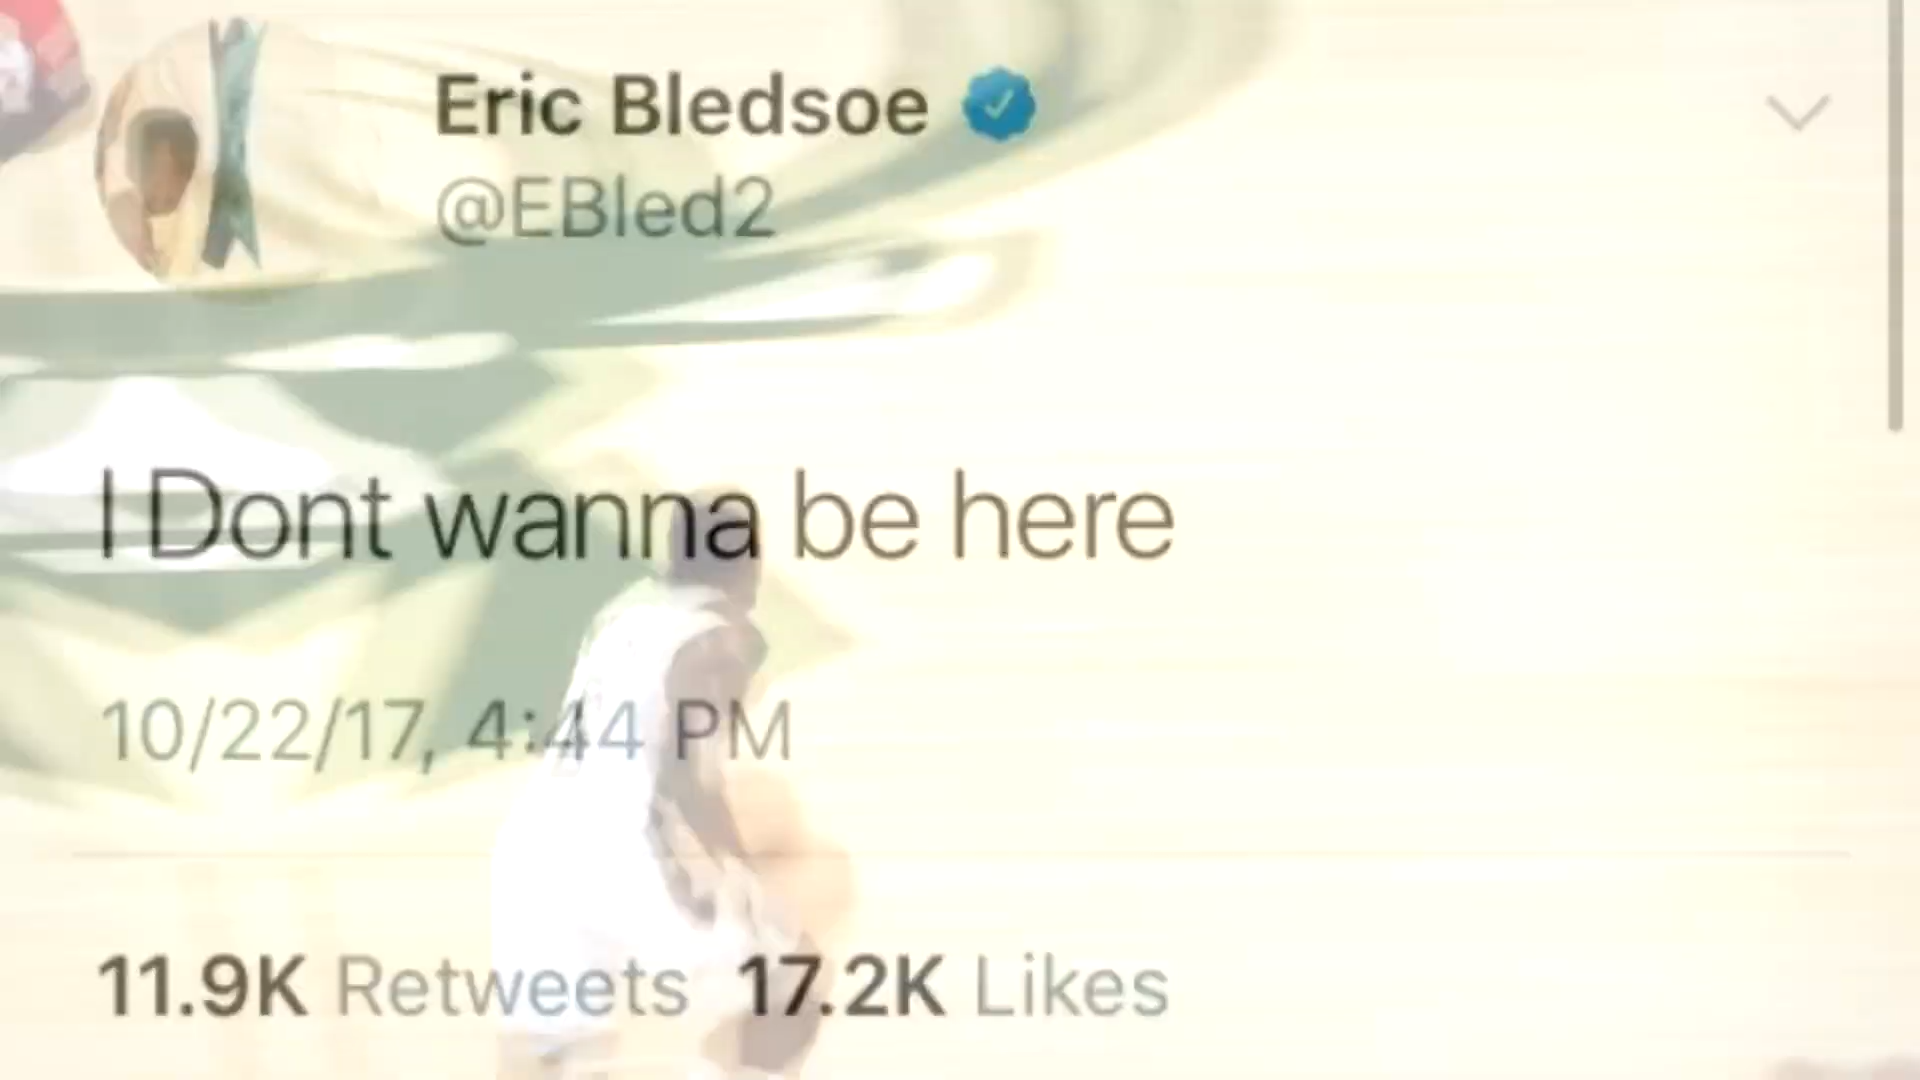 Eric Bledsoe
@EBled2
I Dont wanna be here
10/22/17, 4:44 PM
11.9K Retweets 17.2K Likes